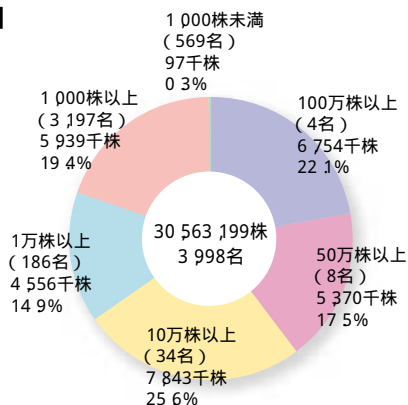 1,000株未満
(569名)
97千株
0.3%
100万株以上
(4名)
6,754千株
22.1%
50万株以上
(8名)
5,370千株
17.5%
10万株以上
(34名)
7,843千株
25.6%
1万株以上
(186名)
4,556千株
14.9%
1,000株以上
(3,197名)
5,939千株
19.4%
30,563,199株
3,998名